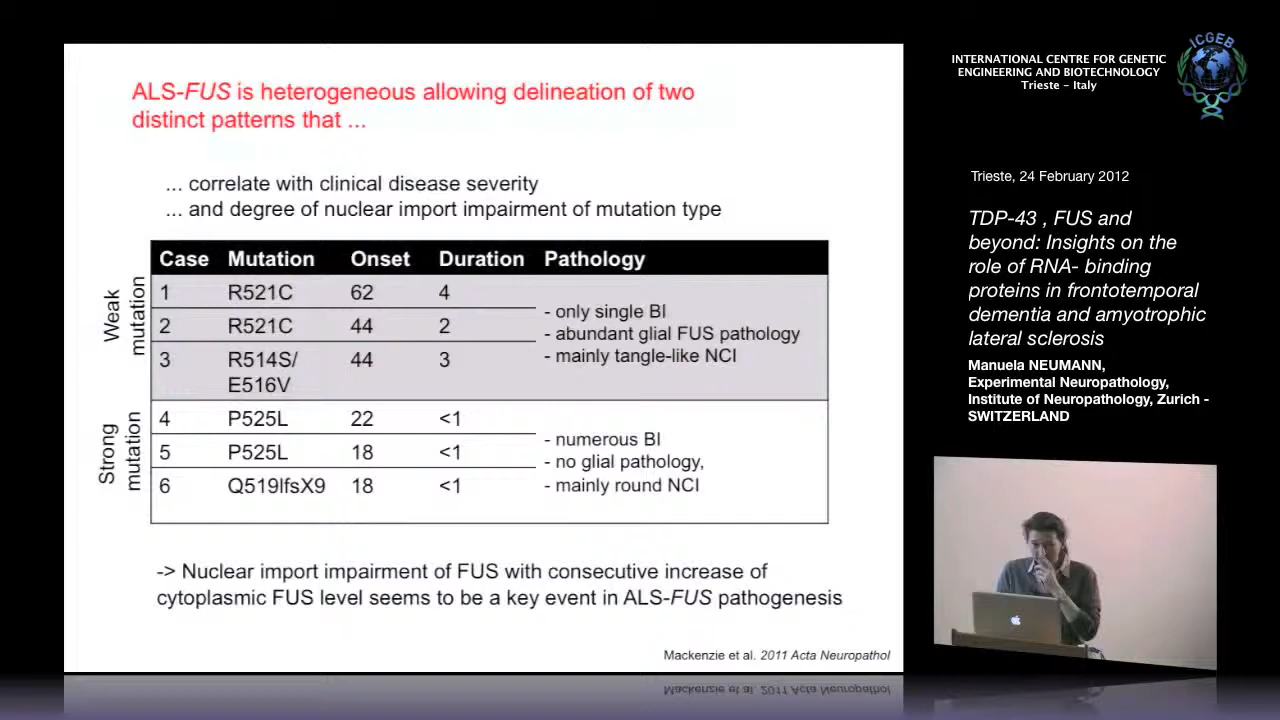 ALS-FUS is heterogeneous allowing delineation of two
distinct patterns that ...
... correlate with clinical disease severity
... and degree of nuclear import impairment of mutation type
Case Mutation Onset Duration Pathology
Weak
mutation
1 R521C 62 4
2 R521C 44 2
3 R514S/ 44 3
E516V
- only single BI
- abundant glial FUS pathology
- mainly tangle-like NCI
Strong
mutation
4 P525L 22 <1
5 P525L 18 <1
6 Q519IfsX9 18 <1
- numerous BI
- no glial pathology,
- mainly round NCI
-> Nuclear import impairment of FUS with consecutive increase of
cytoplasmic FUS level seems to be a key event in ALS-FUS pathogenesis
Mackenzie et al. 2011 Acta Neuropathol
INTERNATIONAL CENTRE FOR GENETIC
ENGINEERING AND BIOTECHNOLOGY
Trieste - Italy
ICGEB
Trieste, 24 February 2012
TDP-43 , FUS and
beyond: Insights on the
role of RNA- binding
proteins in frontotemporal
dementia and amyotrophic
lateral sclerosis
Manuela NEUMANN,
Experimental Neuropathology,
Institute of Neuropathology, Zurich -
SWITZERLAND